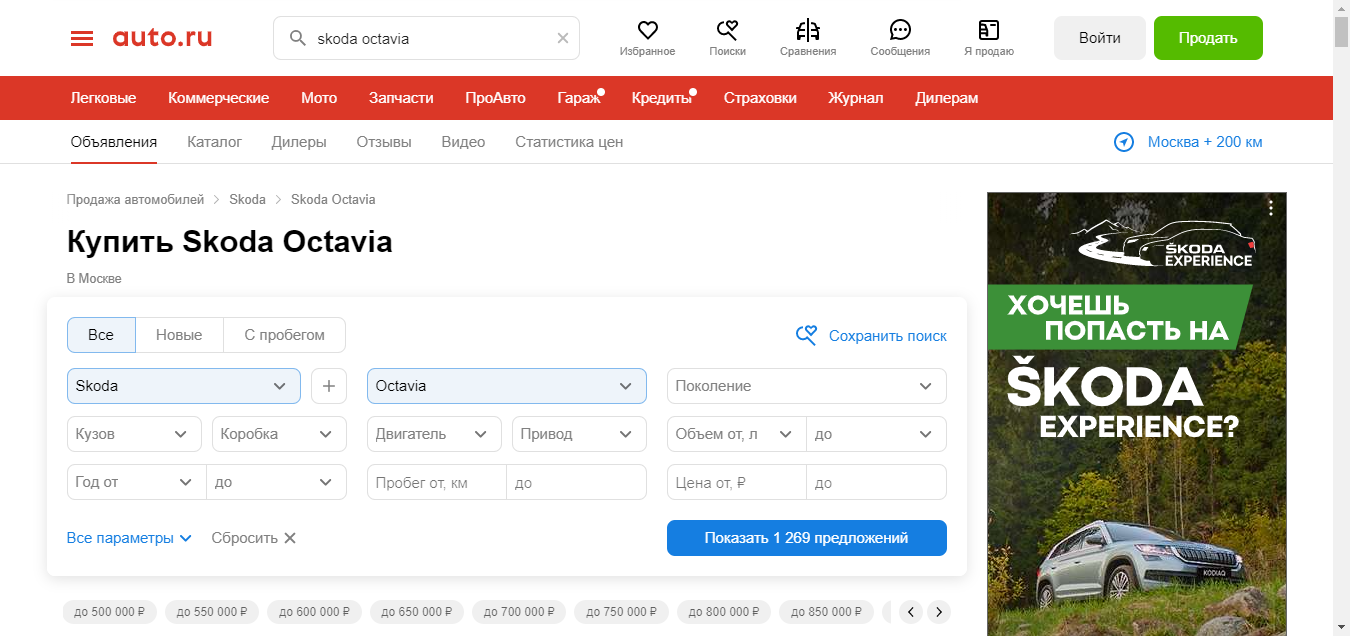 auto.ru
skoda octavia
Избранное
Поиски
Сравнения
Сообщения
Я продаю
Войти
Продать
Легковые
Коммерческие
Мото
Запчасти
ПроАвто
Гараж
Кредиты
Страховки
Журнал
Дилерам
Объявления
Каталог
Дилеры
Отзывы
Видео
Статистика цен
Москва + 200 км
Продажа автомобилей
Skoda
Skoda Octavia
Купить Skoda Octavia
В Москве
Все
Новые
С пробегом
Сохранить поиск
Skoda
Octavia
Поколение
Кузов
Коробка
Двигатель
Привод
Объем от, л
до
Год от
до
Пробег от, км
до
Цена от, ₽
до
Все параметры
Сбросить
Показать 1 269 предложений
до 500 000 ₽
до 550 000 ₽
до 600 000 ₽
до 650 000 ₽
до 700 000 ₽
до 750 000 ₽
до 800 000 ₽
до 850 000 ₽
ŠKODA
EXPERIENCE
ХОЧЕШЬ
ПОПАСТЬ НА
ŠKODA
EXPERIENCE?
KODIAQ